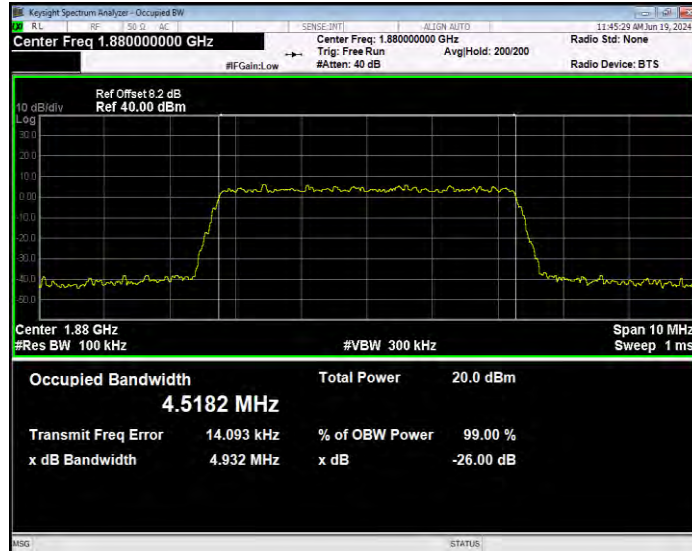 Keysight Spectrum Analyzer - Occupied BW
RL RF 50 Ω AC SENSE:INT ALIGN AUTO 11:45:29 AM Jun 19, 2024
Center Freq 1.880000000 GHz
Center Freq: 1.880000000 GHz
Radio Std: None
Trig: Free Run Avg|Hold: 200/200
#IFGain:Low #Atten: 40 dB Radio Device: BTS
Ref Offset 8.2 dB
10 dB/div Ref 40.00 dBm
Log
30.0
20.0
10.0
0.00
-10.0
-20.0
-30.0
-40.0
-50.0
Center 1.88 GHz Span 10 MHz
#Res BW 100 kHz #VBW 300 kHz Sweep 1 ms
Occupied Bandwidth Total Power 20.0 dBm
4.5182 MHz
Transmit Freq Error 14.093 kHz % of OBW Power 99.00 %
x dB Bandwidth 4.932 MHz x dB -26.00 dB
MSG STATUS